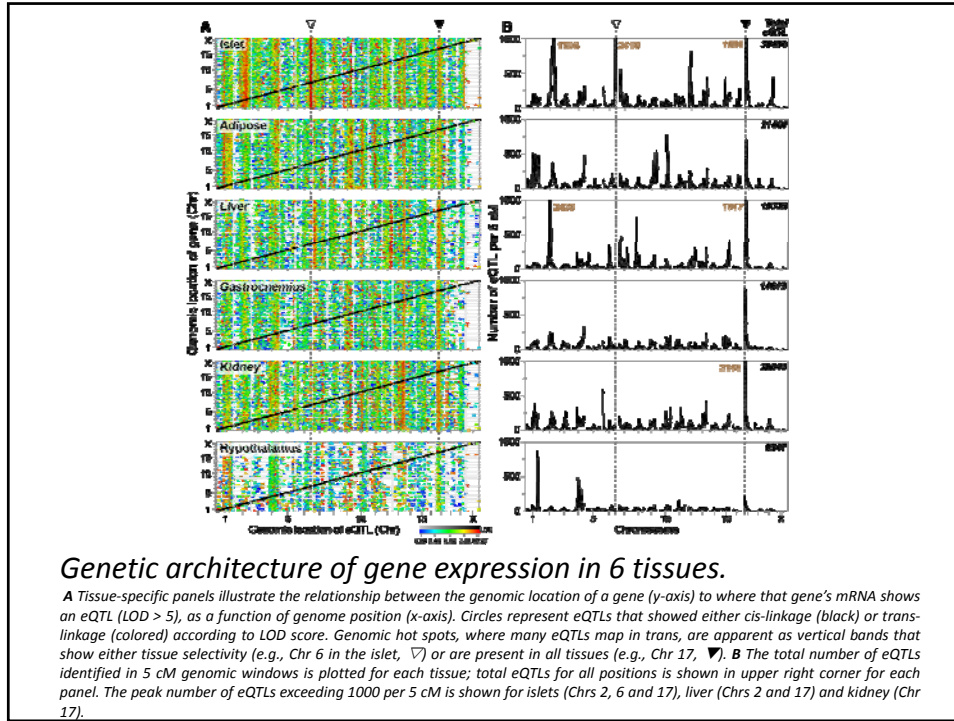 A
B
Total
eQTL
Islet
Adipose
Liver
Gastrocnemius
Kidney
Hypothalamus
Genomic location of gene (Chr)
Number of eQTL per 5 cM
Genomic location of eQTL (Chr)
Chromosome
Genetic architecture of gene expression in 6 tissues.
A Tissue-specific panels illustrate the relationship between the genomic location of a gene (y-axis) to where that gene's mRNA shows
an eQTL (LOD > 5), as a function of genome position (x-axis). Circles represent eQTLs that showed either cis-linkage (black) or trans-
linkage (colored) according to LOD score. Genomic hot spots, where many eQTLs map in trans, are apparent as vertical bands that
show either tissue selectivity (e.g., Chr 6 in the islet, ▽) or are present in all tissues (e.g., Chr 17, ▼). B The total number of eQTLs
identified in 5 cM genomic windows is plotted for each tissue; total eQTLs for all positions is shown in upper right corner for each
panel. The peak number of eQTLs exceeding 1000 per 5 cM is shown for islets (Chrs 2, 6 and 17), liver (Chrs 2 and 17) and kidney (Chr
17).